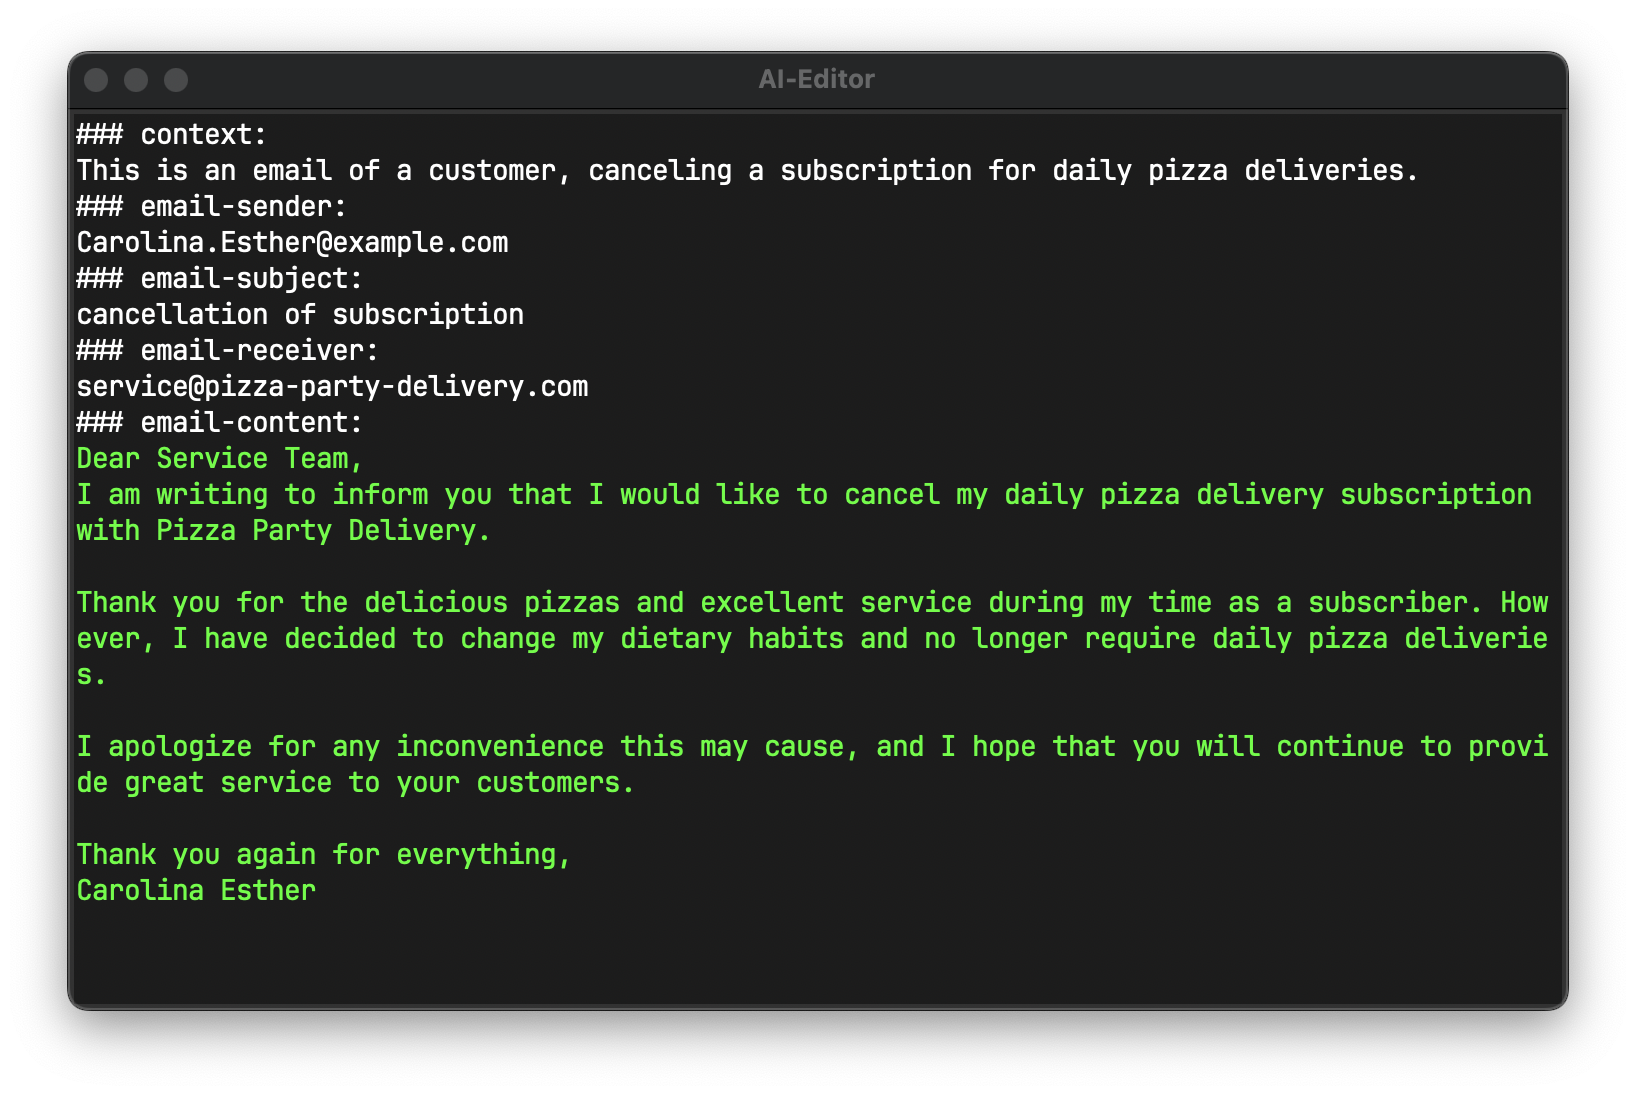 AI-Editor
### context:
This is an email of a customer, canceling a subscription for daily pizza deliveries.
### email-sender:
Carolina.Esther@example.com
### email-subject:
cancellation of subscription
### email-receiver:
service@pizza-party-delivery.com
### email-content:
Dear Service Team,
I am writing to inform you that I would like to cancel my daily pizza delivery subscription
with Pizza Party Delivery.

Thank you for the delicious pizzas and excellent service during my time as a subscriber. How
ever, I have decided to change my dietary habits and no longer require daily pizza deliverie
s.

I apologize for any inconvenience this may cause, and I hope that you will continue to provi
de great service to your customers.

Thank you again for everything,
Carolina Esther